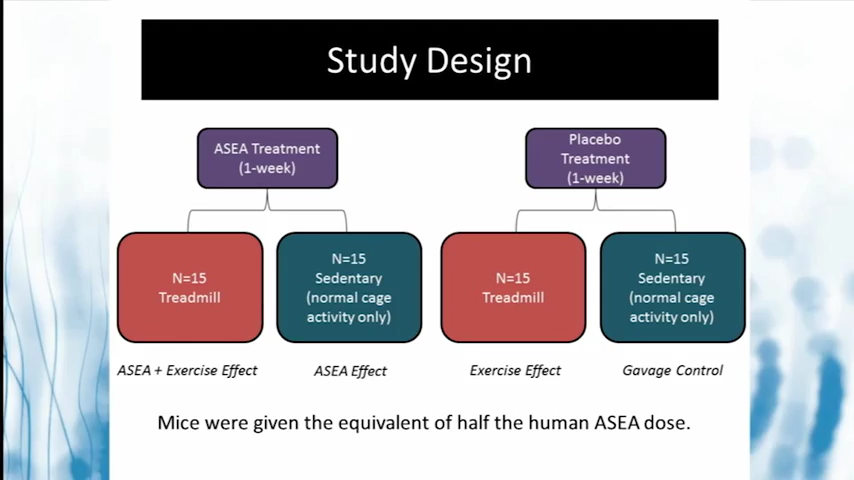 Study Design
ASEA Treatment
(1-week)
Placebo
Treatment
(1-week)
N=15
Treadmill
N=15
Sedentary
(normal cage
activity only)
N=15
Treadmill
N=15
Sedentary
(normal cage
activity only)
ASEA + Exercise Effect
ASEA Effect
Exercise Effect
Gavage Control
Mice were given the equivalent of half the human ASEA dose.